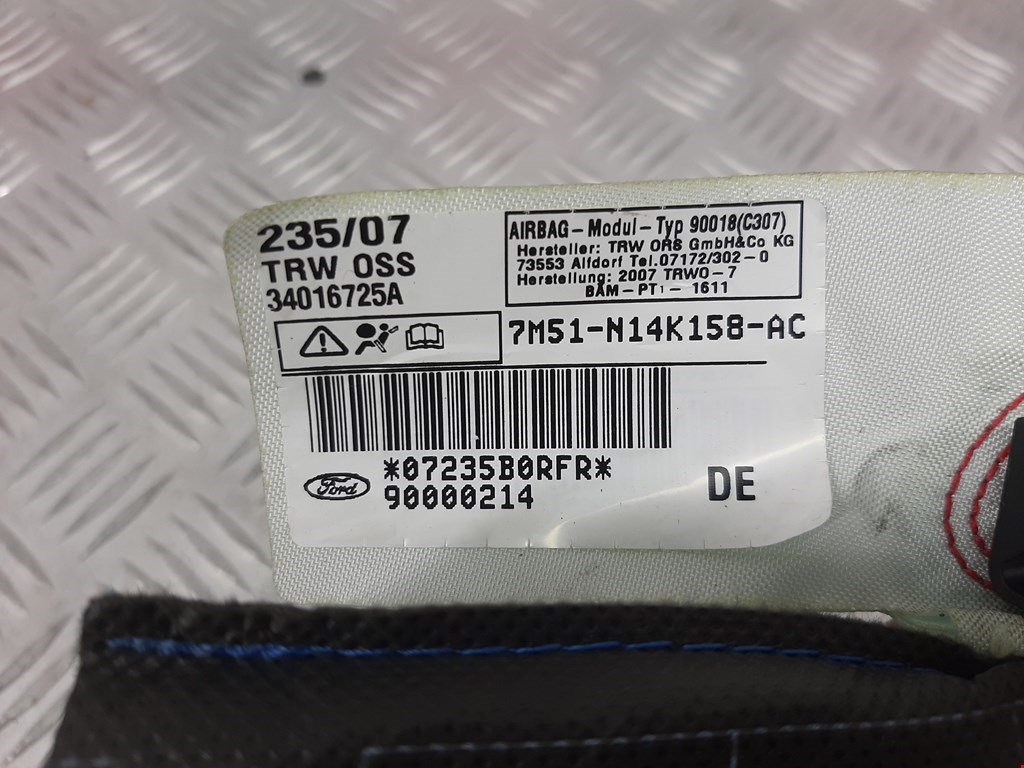 235/07
TRW OSS
34016725A
AIRBAG-Modul-Typ 90018(C307)
Hersteller: TRW ORS GmbH&Co KG
73553 Alfdorf Tel.07172/302-0
Herstellung: 2007 TRWO-7
BAM-PT1-1611
7M51-N14K158-AC
*07235B0RFR*
90000214
Ford
DE